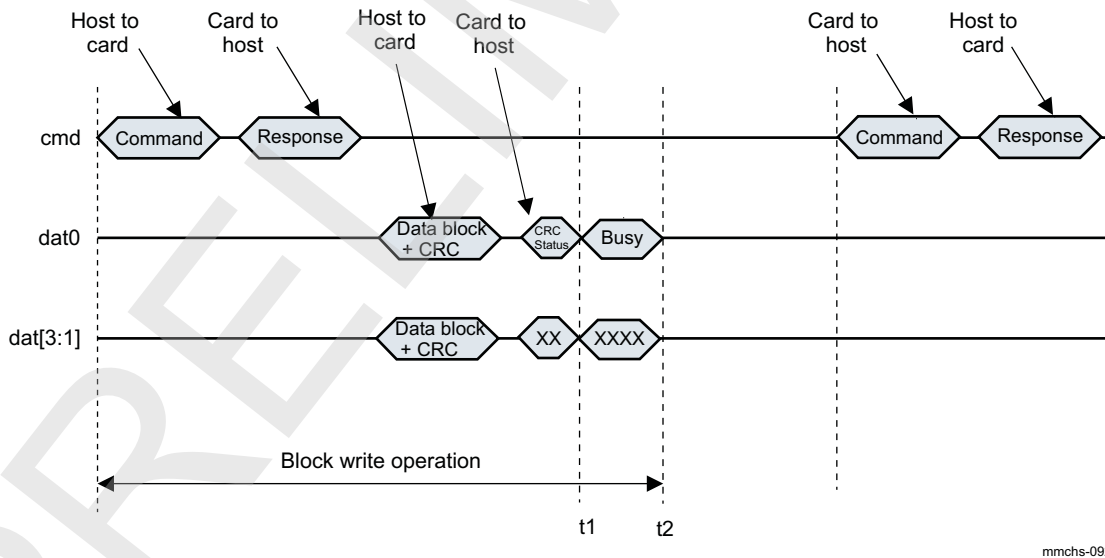 Host to
card
Card to
host
Host to
card
Card to
host
Card to
host
Host to
card
cmd
Command
Response
Command
Response
dat0
Data block
+ CRC
CRC
Status
Busy
dat[3:1]
Data block
+ CRC
XX
XXXX
Block write operation
t1
t2
mmchs-09